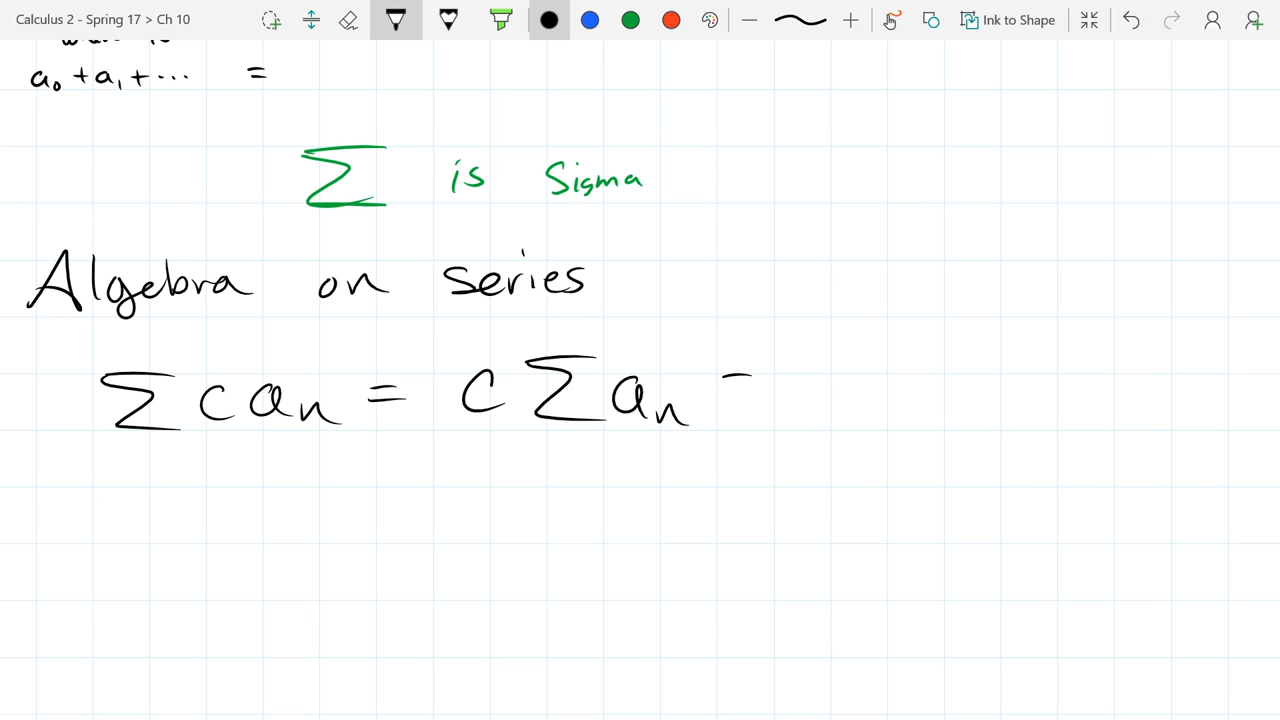 Calculus 2 - Spring 17 > Ch 10
Ink to Shape
a₀ + a₁ + ⋯ =
∑ is Sigma
Algebra on series
∑ c aₙ = c ∑ aₙ –